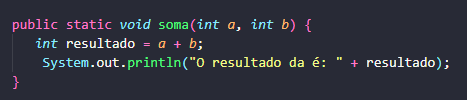 public static void soma(int a, int b) {
int resultado = a + b;
System.out.println("O resultado da é: " + resultado);
}